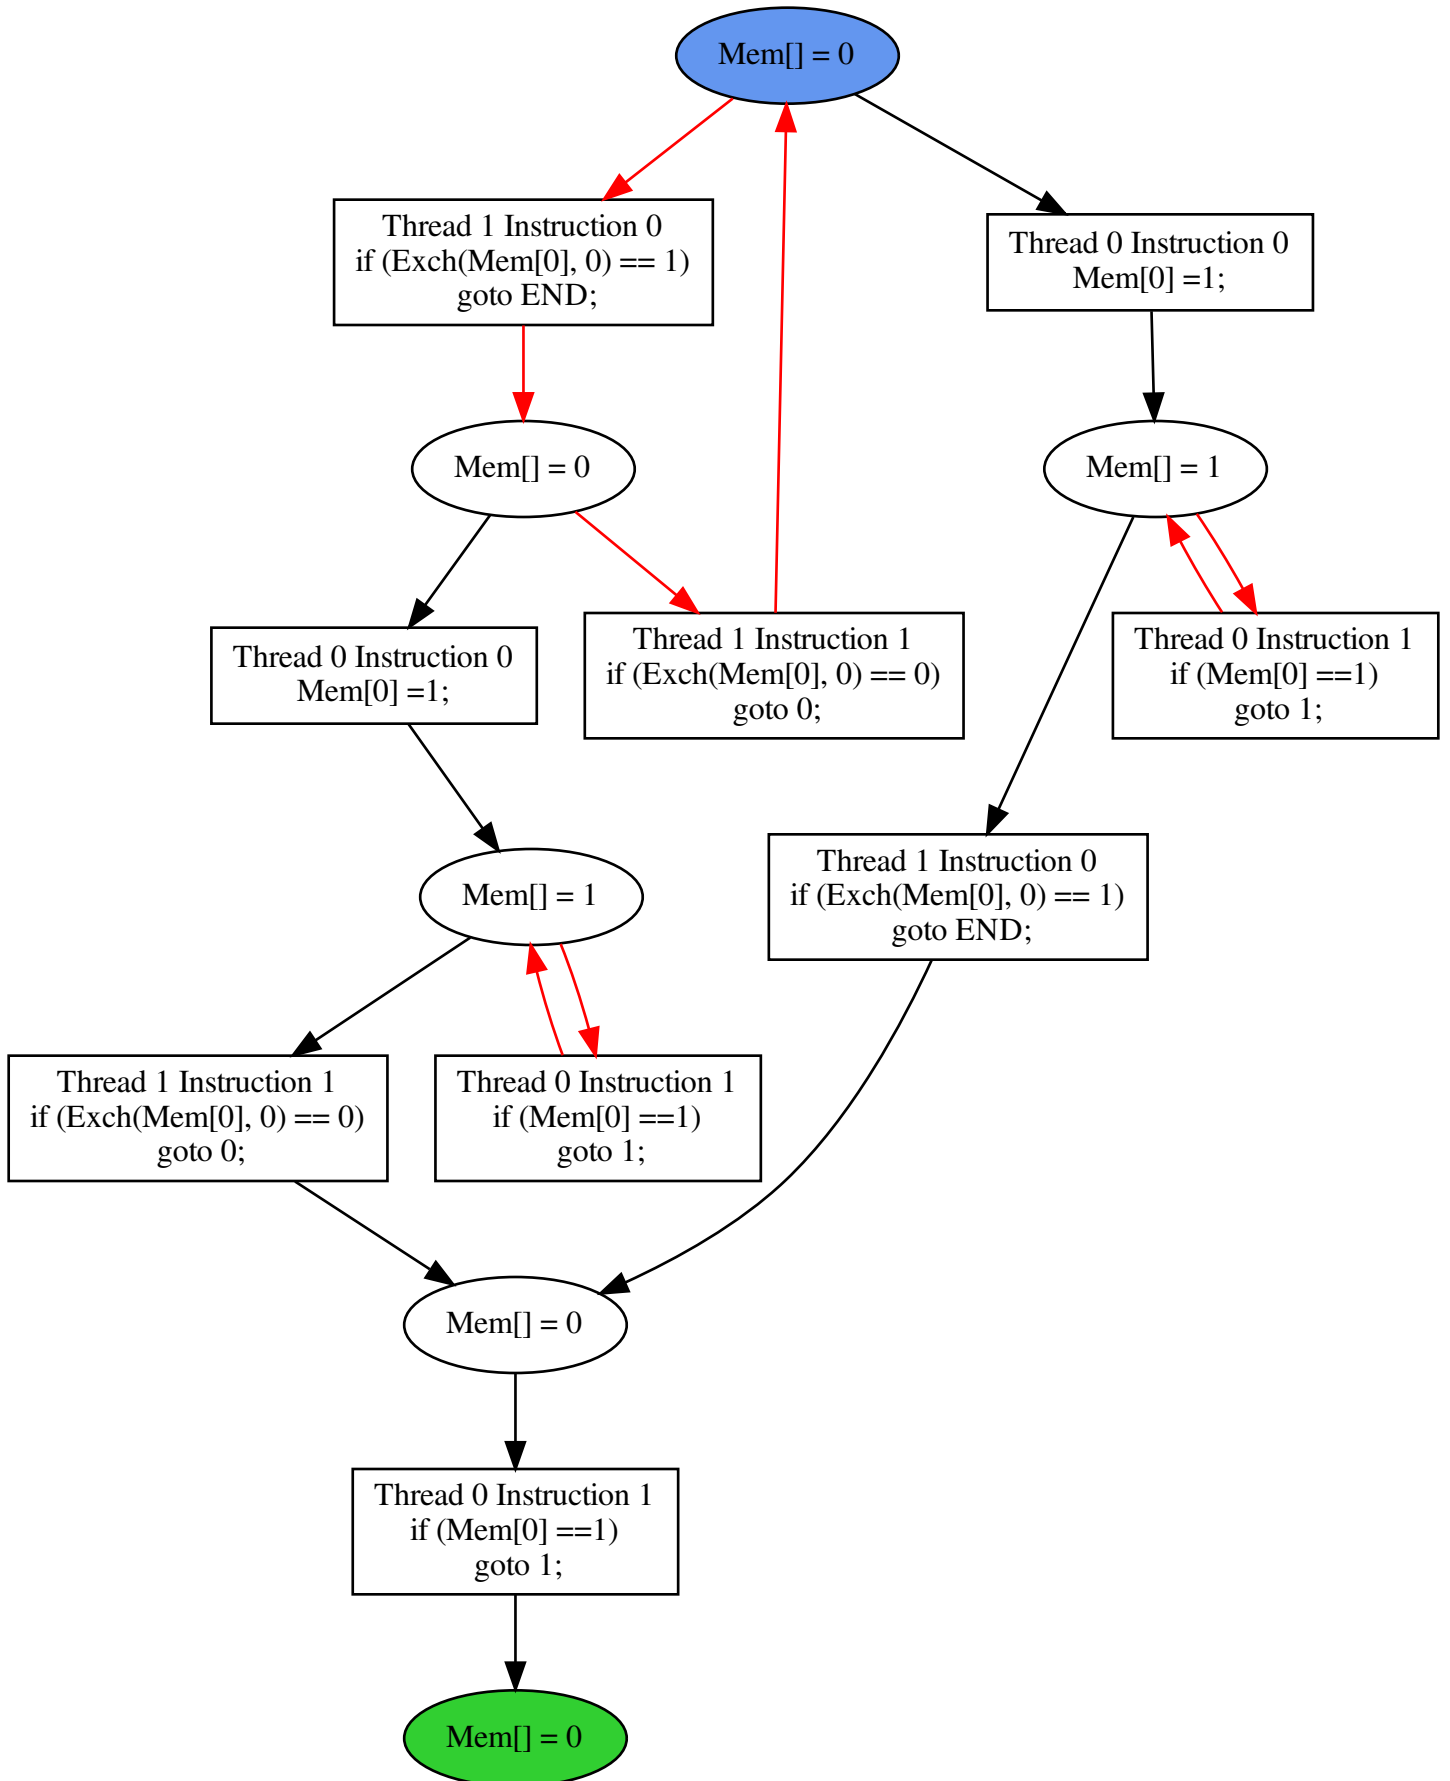 Mem[] = 0
Thread 1 Instruction 0
if (Exch(Mem[0], 0) == 1)
goto END;
Thread 0 Instruction 0
Mem[0] =1;
Mem[] = 0
Mem[] = 1
Thread 0 Instruction 0
Mem[0] =1;
Thread 1 Instruction 1
if (Exch(Mem[0], 0) == 0)
goto 0;
Thread 0 Instruction 1
if (Mem[0] ==1)
goto 1;
Mem[] = 1
Thread 1 Instruction 0
if (Exch(Mem[0], 0) == 1)
goto END;
Thread 1 Instruction 1
if (Exch(Mem[0], 0) == 0)
goto 0;
Thread 0 Instruction 1
if (Mem[0] ==1)
goto 1;
Mem[] = 0
Thread 0 Instruction 1
if (Mem[0] ==1)
goto 1;
Mem[] = 0